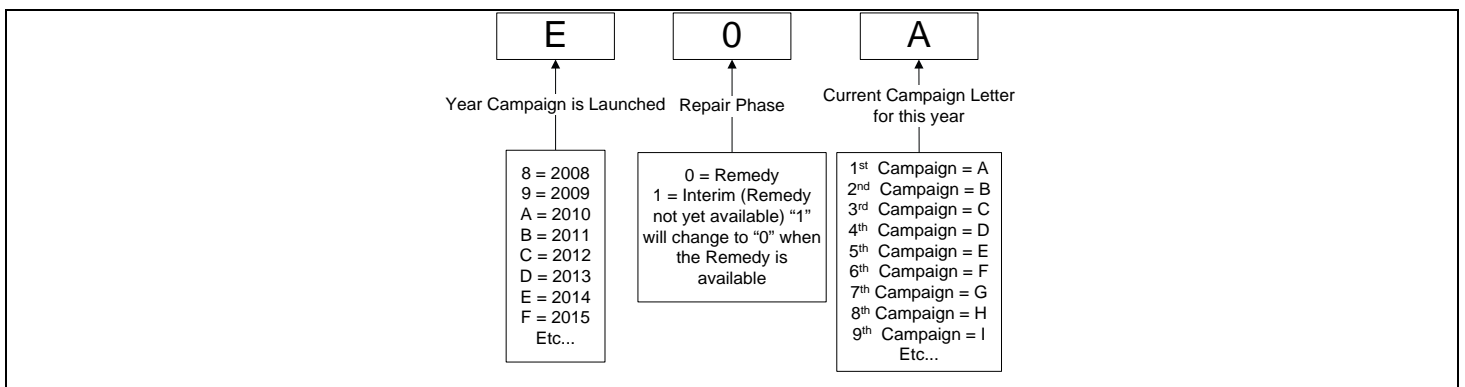 E
0
A
Year Campaign is Launched
Repair Phase
Current Campaign Letter
for this year
8 = 2008
9 = 2009
A = 2010
B = 2011
C = 2012
D = 2013
E = 2014
F = 2015
Etc...
0 = Remedy
1 = Interim (Remedy
not yet available) “1”
will change to “0” when
the Remedy is
available
1st Campaign = A
2nd Campaign = B
3rd Campaign = C
4th Campaign = D
5th Campaign = E
6th Campaign = F
7th Campaign = G
8th Campaign = H
9th Campaign = I
Etc...